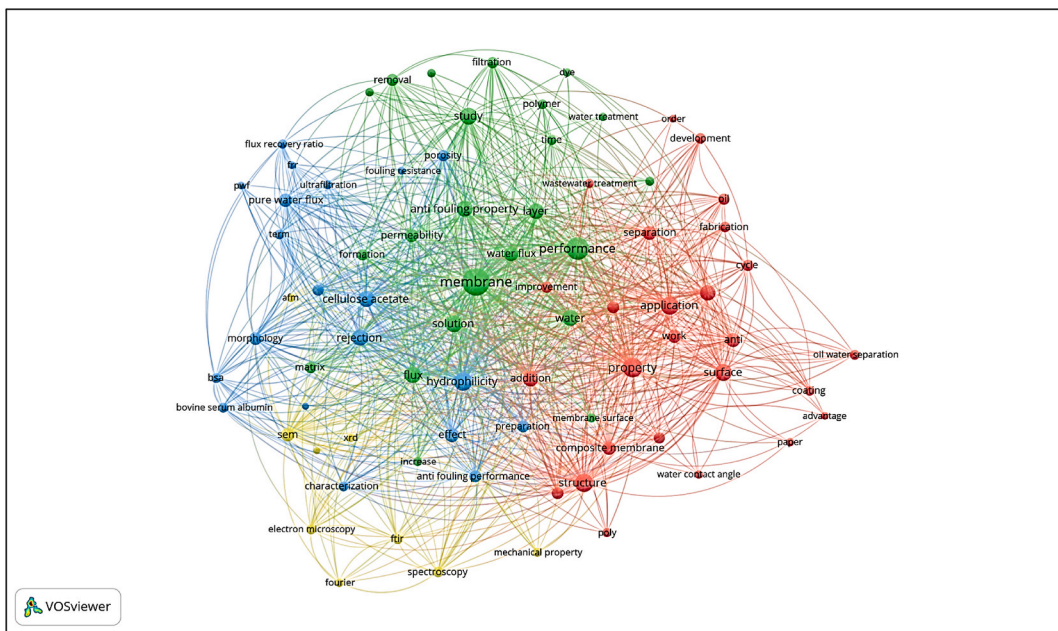 filtration
dye
removal
polymer
study
water treatment
order
time
development
flux recovery ratio
porosity
frr
fouling resistance
pwf
ultrafiltration
wastewater treatment
pure water flux
oil
anti fouling property
layer
fabrication
term
permeability
separation
performance
formation
water flux
cycle
membrane
improvement
afm
cellulose acetate
application
solution
water
morphology
rejection
work
anti
oil water separation
matrix
property
bsa
flux
hydrophilicity
addition
surface
coating
bovine serum albumin
membrane surface
advantage
sem
xrd
effect
preparation
composite membrane
paper
increase
characterization
anti fouling performance
structure
water contact angle
electron microscopy
ftir
poly
mechanical property
fourier
spectroscopy
VOSviewer